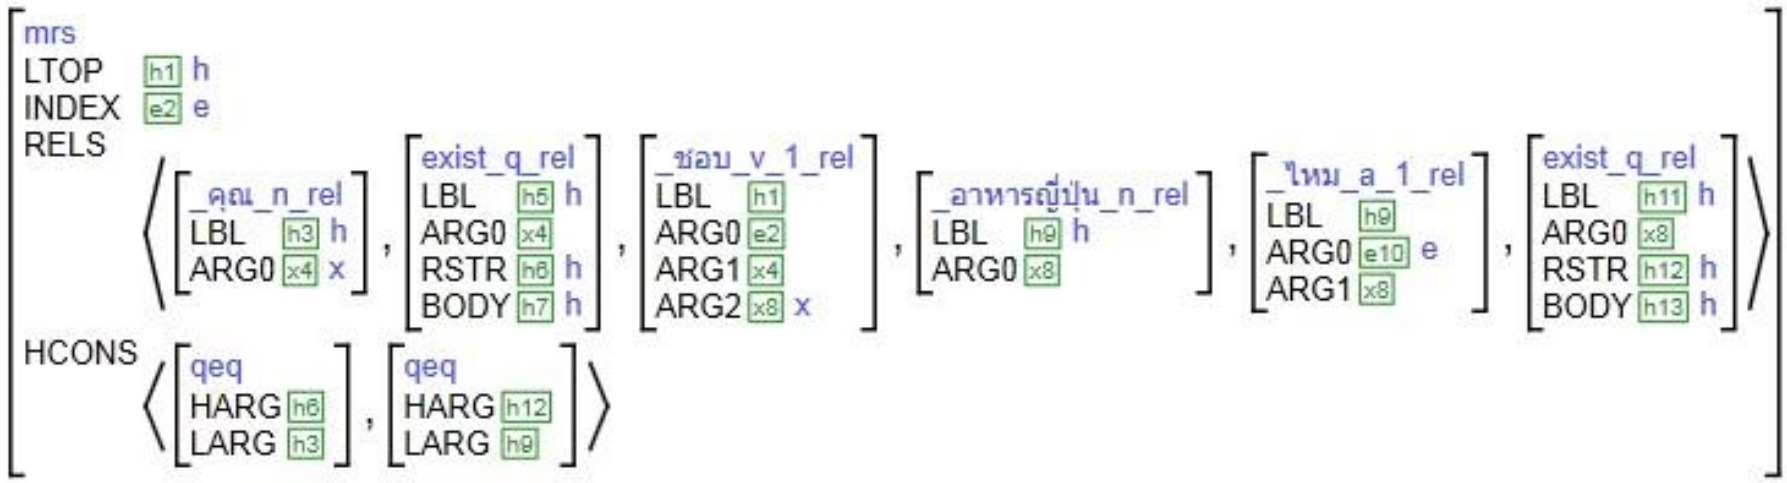 mrs
LTOP h1 h
INDEX e2 e
RELS
_คุณ_n_rel
LBL h3 h
ARG0 x4 x
,
exist_q_rel
LBL h5 h
ARG0 x4
RSTR h6 h
BODY h7 h
,
_ชอบ_v_1_rel
LBL h1
ARG0 e2
ARG1 x4
ARG2 x8 x
,
_อาหารญี่ปุ่น_n_rel
LBL h9 h
ARG0 x8
,
_ไหม_a_1_rel
LBL h9
ARG0 e10 e
ARG1 x8
,
exist_q_rel
LBL h11 h
ARG0 x8
RSTR h12 h
BODY h13 h
HCONS
qeq
HARG h6
LARG h3
,
qeq
HARG h12
LARG h9